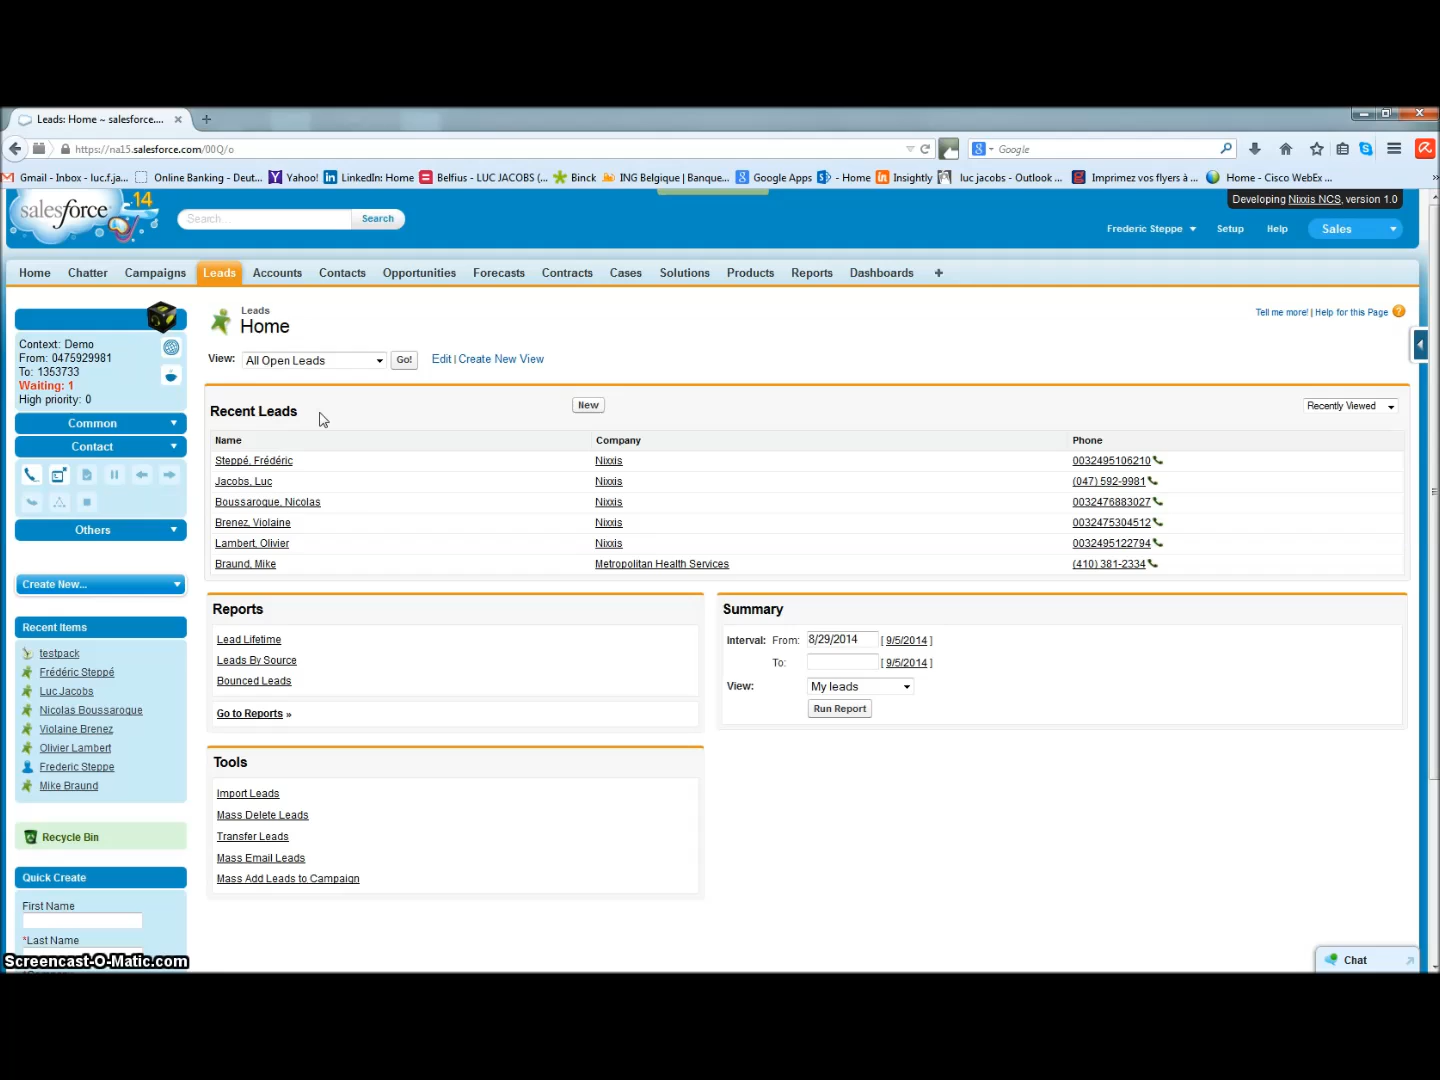 Leads: Home ~ salesforce....
https://na15.salesforce.com/00Q/o
Google
Gmail - Inbox - luc.f.ja... Online Banking - Deut... Yahoo! LinkedIn: Home Belfius - LUC JACOBS (... Binck ING Belgique | Banque... Google Apps - Home Insightly luc jacobs - Outlook ... Imprimez vos flyers à ... Home - Cisco WebEx ...
salesforce '14
Search...
Search
Developing Nixxis NCS, version 1.0
Frederic Steppe Setup Help Sales
Home Chatter Campaigns Leads Accounts Contacts Opportunities Forecasts Contracts Cases Solutions Products Reports Dashboards +
Context: Demo
From: 0475929981
To: 1353733
Waiting: 1
High priority: 0
Common
Contact
Others
Create New...
Recent Items
testpack
Frédéric Steppé
Luc Jacobs
Nicolas Boussaroque
Violaine Brenez
Olivier Lambert
Frederic Steppe
Mike Braund
Recycle Bin
Quick Create
First Name
*Last Name
Screencast-O-Matic.com
Leads
Home
Tell me more! | Help for this Page
View: All Open Leads Go! Edit | Create New View
Recent Leads New Recently Viewed
Name Company Phone
Steppé, Frédéric Nixxis 0032495106210
Jacobs, Luc Nixxis (047) 592-9981
Boussaroque, Nicolas Nixxis 0032476883027
Brenez, Violaine Nixxis 0032475304512
Lambert, Olivier Nixxis 0032495122794
Braund, Mike Metropolitan Health Services (410) 381-2334
Reports
Lead Lifetime
Leads By Source
Bounced Leads
Go to Reports »
Summary
Interval: From: 8/29/2014 [ 9/5/2014 ]
To: [ 9/5/2014 ]
View: My leads
Run Report
Tools
Import Leads
Mass Delete Leads
Transfer Leads
Mass Email Leads
Mass Add Leads to Campaign
Chat